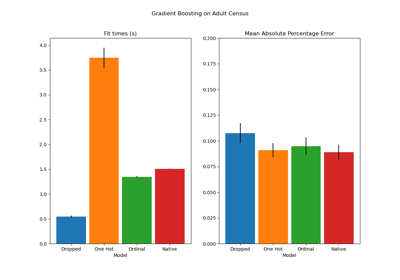 Gradient Boosting on Adult Census
Fit times (s)
4.0
3.5
3.0
2.5
2.0
1.5
1.0
0.5
0.0
Dropped One Hot Ordinal Native
Model
Mean Absolute Percentage Error
0.200
0.175
0.150
0.125
0.100
0.075
0.050
0.025
0.000
Dropped One Hot Ordinal Native
Model